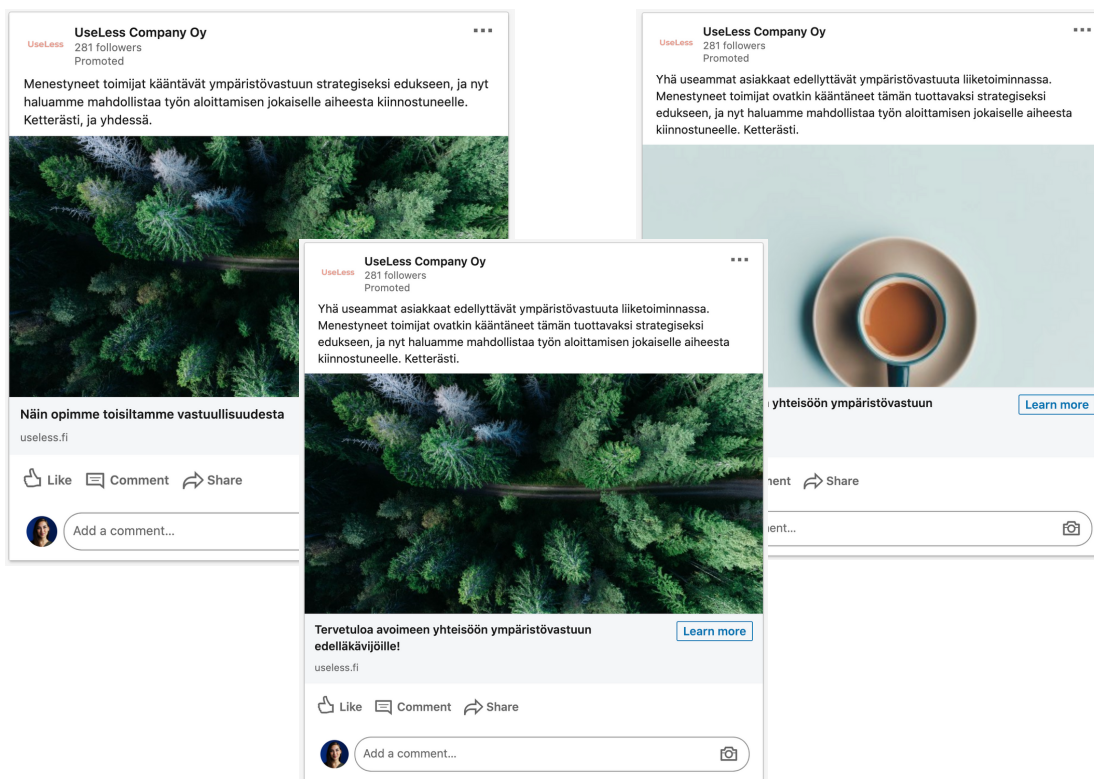 UseLess
UseLess Company Oy
281 followers
Promoted
Menestyneet toimijat kääntävät ympäristövastuun strategiseksi edukseen, ja nyt
haluamme mahdollistaa työn aloittamisen jokaiselle aiheesta kiinnostuneelle.
Ketterästi, ja yhdessä.
Näin opimme toisiltamme vastuullisuudesta
useless.fi
Like Comment Share
Add a comment...
UseLess
UseLess Company Oy
281 followers
Promoted
Yhä useammat asiakkaat edellyttävät ympäristövastuuta liiketoiminnassa.
Menestyneet toimijat ovatkin kääntäneet tämän tuottavaksi strategiseksi
edukseen, ja nyt haluamme mahdollistaa työn aloittamisen jokaiselle aiheesta
kiinnostuneelle. Ketterästi.
Tervetuloa avoimeen yhteisöön ympäristövastuun
edelläkävijöille!
Learn more
useless.fi
Like Comment Share
Add a comment...
UseLess
UseLess Company Oy
281 followers
Promoted
Yhä useammat asiakkaat edellyttävät ympäristövastuuta liiketoiminnassa.
Menestyneet toimijat ovatkin kääntäneet tämän tuottavaksi strategiseksi
edukseen, ja nyt haluamme mahdollistaa työn aloittamisen jokaiselle aiheesta
kiinnostuneelle. Ketterästi.
yhteisöön ympäristövastuun
Learn more
Share